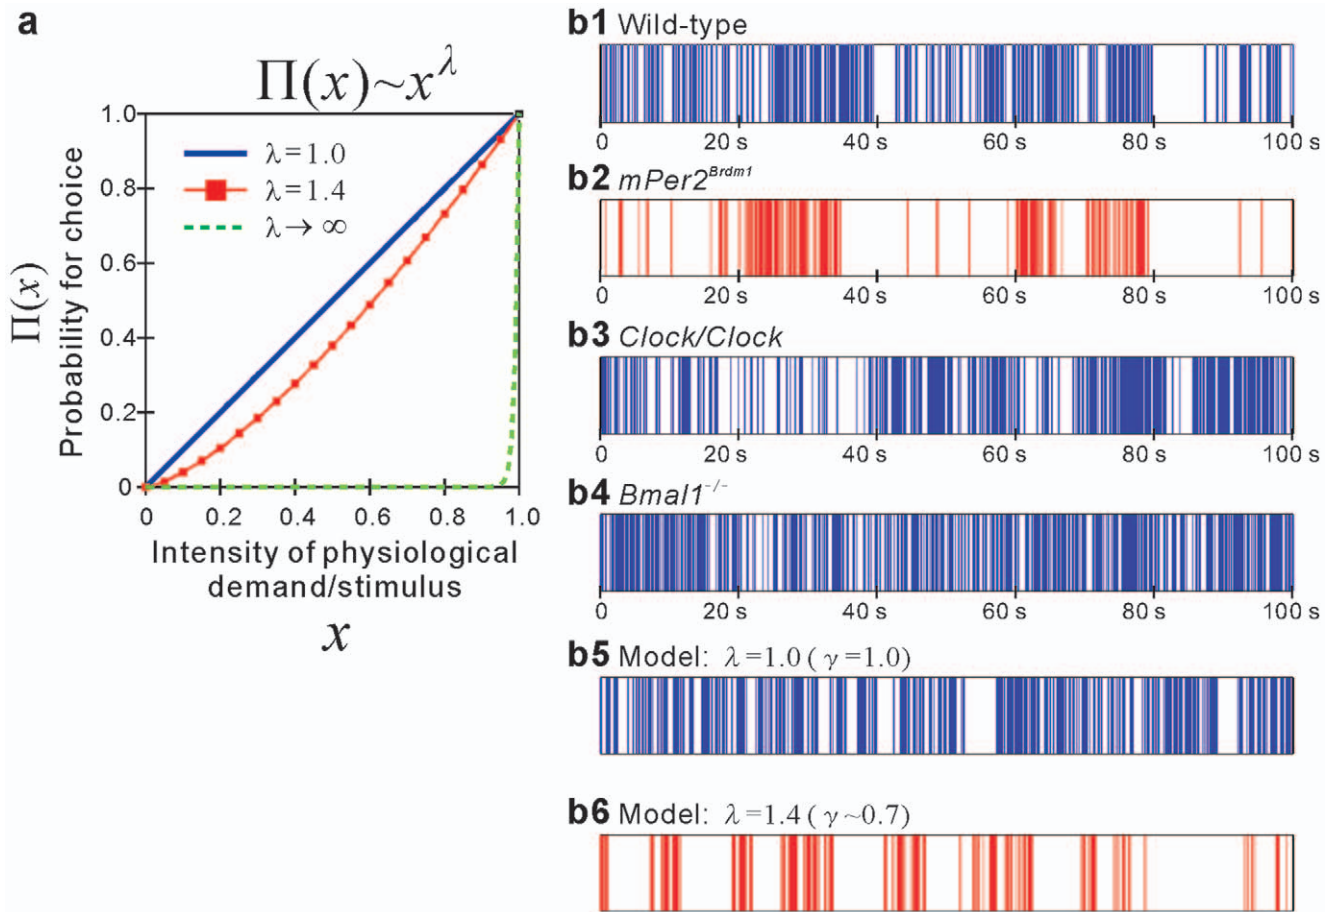 a
Π(x)~x^λ
Π(x)
Probability for choice
1.0
0.8
0.6
0.4
0.2
0
λ=1.0
λ=1.4
λ→∞
0 0.2 0.4 0.6 0.8 1.0
Intensity of physiological
demand/stimulus
x
b1 Wild-type
0 20 s 40 s 60 s 80 s 100 s
b2 mPer2^Brdm1
0 20 s 40 s 60 s 80 s 100 s
b3 Clock/Clock
0 20 s 40 s 60 s 80 s 100 s
b4 Bmal1^-/-
0 20 s 40 s 60 s 80 s 100 s
b5 Model: λ=1.0 (γ=1.0)
b6 Model: λ=1.4 (γ~0.7)